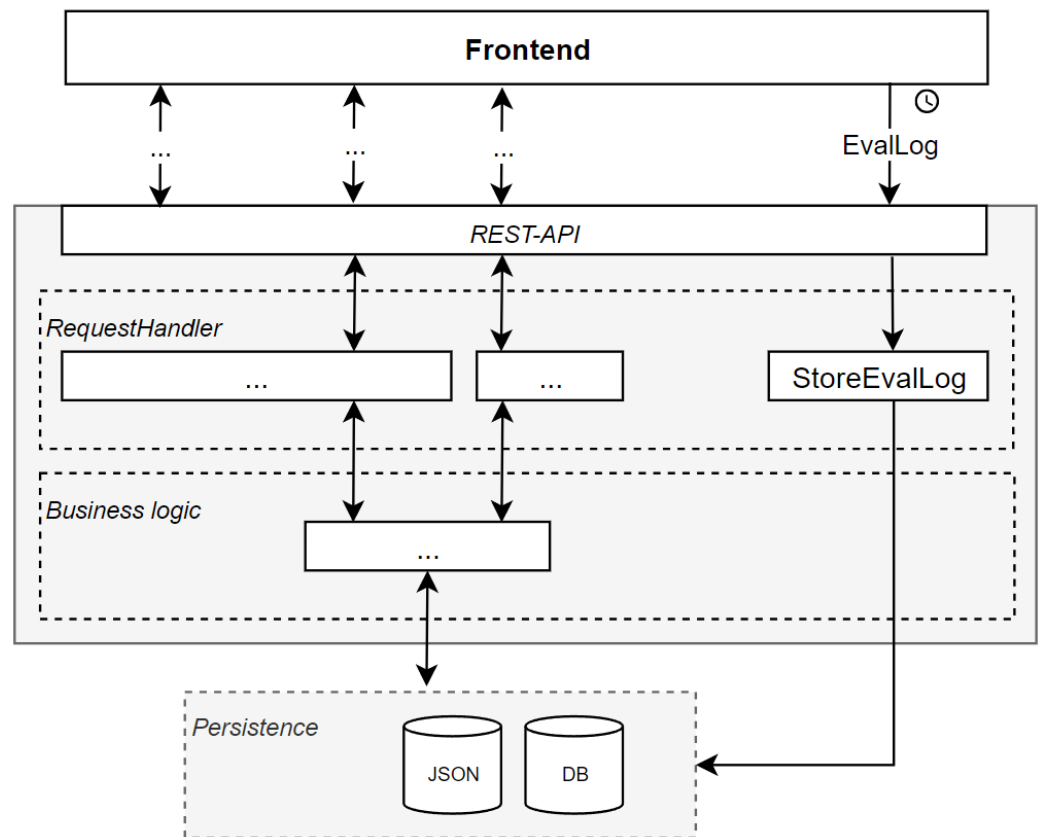 Frontend
...
...
...
EvalLog
REST-API
RequestHandler
...
...
StoreEvalLog
Business logic
...
Persistence
JSON
DB